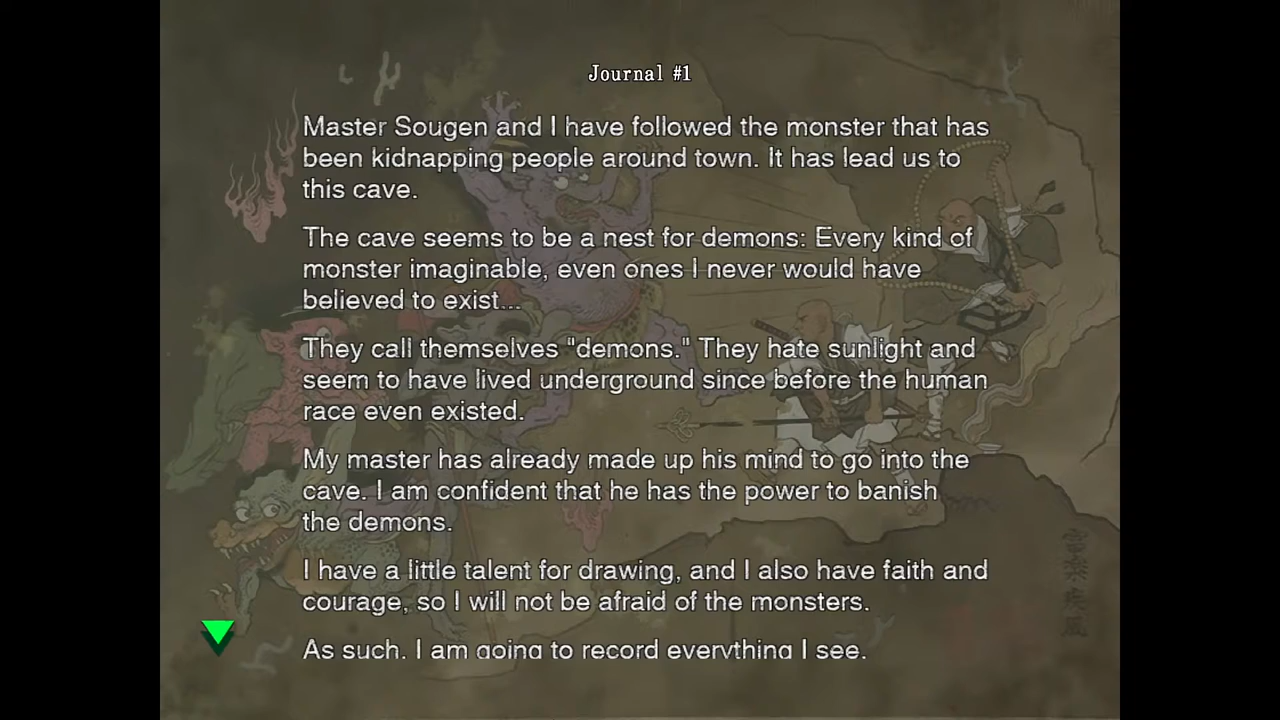 Journal #1
Master Sougen and I have followed the monster that has
been kidnapping people around town. It has lead us to
this cave.
The cave seems to be a nest for demons: Every kind of
monster imaginable, even ones I never would have
believed to exist...
They call themselves "demons." They hate sunlight and
seem to have lived underground since before the human
race even existed.
My master has already made up his mind to go into the
cave. I am confident that he has the power to banish
the demons.
I have a little talent for drawing, and I also have faith and
courage, so I will not be afraid of the monsters.
As such, I am going to record everything I see.